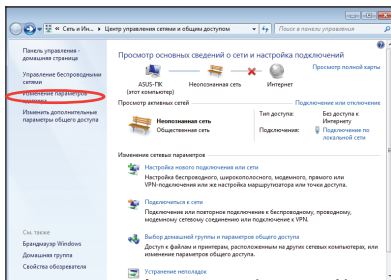 Сеть и Ин...
Центр управления сетями и общим доступом
Поиск в панели управления
Панель управления -
домашняя страница
Управление беспроводными
сетями
Изменение параметров
адаптера
Изменить дополнительные
параметры общего доступа
См. также
Брандмауэр Windows
Домашняя группа
Свойства обозревателя
Просмотр основных сведений о сети и настройка подключений
Просмотр полной карты
ASUS-ПК
(этот компьютер)
Неопознанная сеть
Интернет
Просмотр активных сетей
Подключение или отключение
Неопознанная сеть
Общественная сеть
Тип доступа: Без доступа к
Интернету
Подключения: Подключение по
локальной сети
Изменение сетевых параметров
Настройка нового подключения или сети
Настройка беспроводного, широкополосного, модемного, прямого или
VPN-подключения или же настройка маршрутизатора или точки доступа.
Подключиться к сети
Подключение или повторное подключение к беспроводному, проводному,
модемному сетевому соединению или подключение к VPN.
Выбор домашней группы и параметров общего доступа
Доступ к файлам и принтерам, расположенным на других сетевых компьютерах, или
изменение параметров общего доступа.
Устранение неполадок